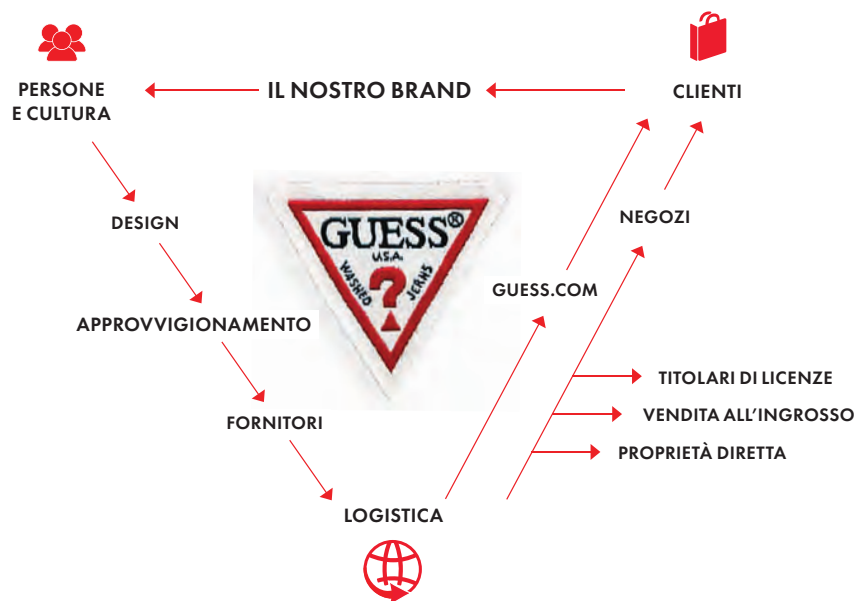 PERSONE
E CULTURA
IL NOSTRO BRAND
CLIENTI
DESIGN
NEGOZI
GUESS®
U.S.A.
WASHED
?
JEANS
GUESS.COM
APPROVVIGIONAMENTO
TITOLARI DI LICENZE
VENDITA ALL'INGROSSO
FORNITORI
PROPRIETÀ DIRETTA
LOGISTICA